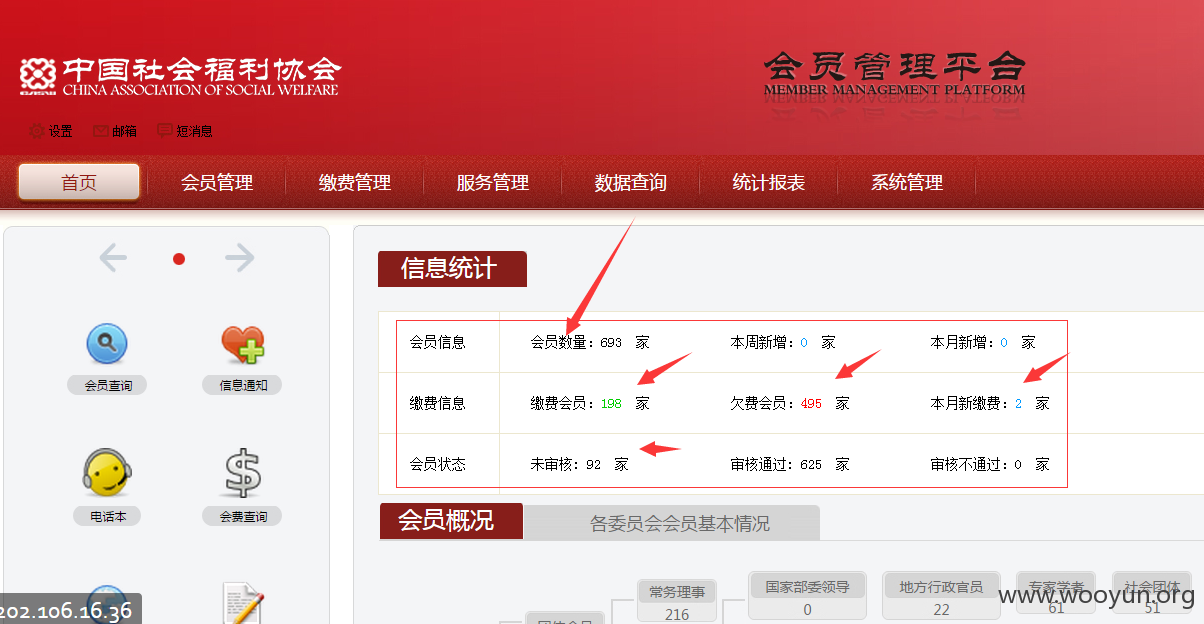 中国社会福利协会
CHINA ASSOCIATION OF SOCIAL WELFARE
会员管理平台
MEMBER MANAGEMENT PLATFORM
设置 邮箱 短消息
首页 会员管理 缴费管理 服务管理 数据查询 统计报表 系统管理
信息统计
会员信息 会员数量：693 家 本周新增：0 家 本月新增：0 家
会员查询 信息通知
缴费信息 缴费会员：198 家 欠费会员：495 家 本月新缴费：2 家
会员状态 未审核：92 家 审核通过：625 家 审核不通过：0 家
电话本 会费查询
会员概况 各委员会会员基本情况
常务理事
216
国家部委领导
0
地方行政官员
22
专家学者
61
社会团体
51
团体会员
202.106.16.36
www.wooyun.org